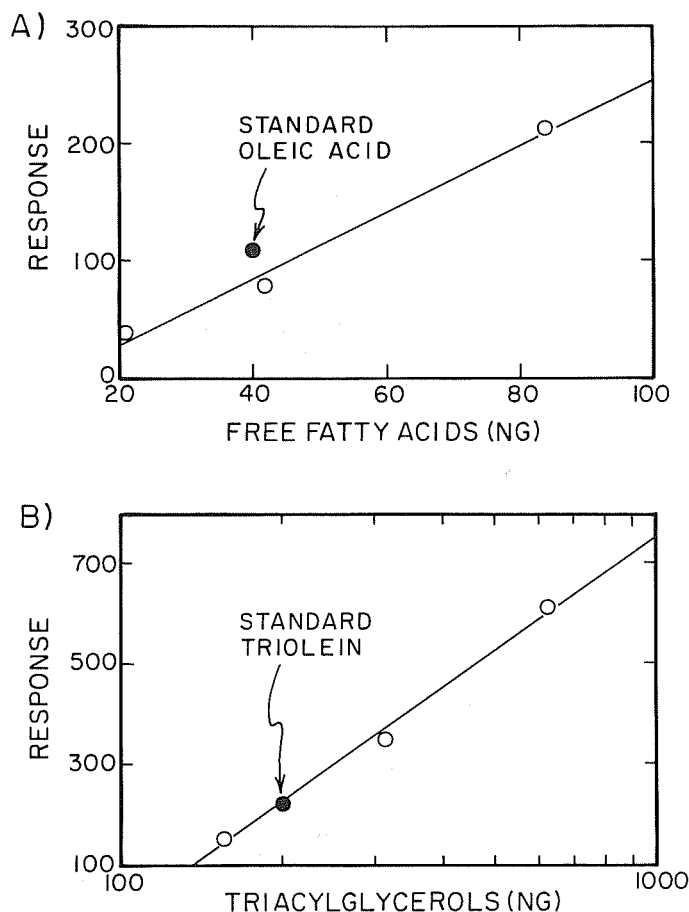 A)
300
200
100
0
RESPONSE
STANDARD
OLEIC ACID
20 40 60 80 100
FREE FATTY ACIDS (NG)
B)
700
500
300
100
RESPONSE
STANDARD
TRIOLEIN
100 1000
TRIACYLGLYCEROLS (NG)